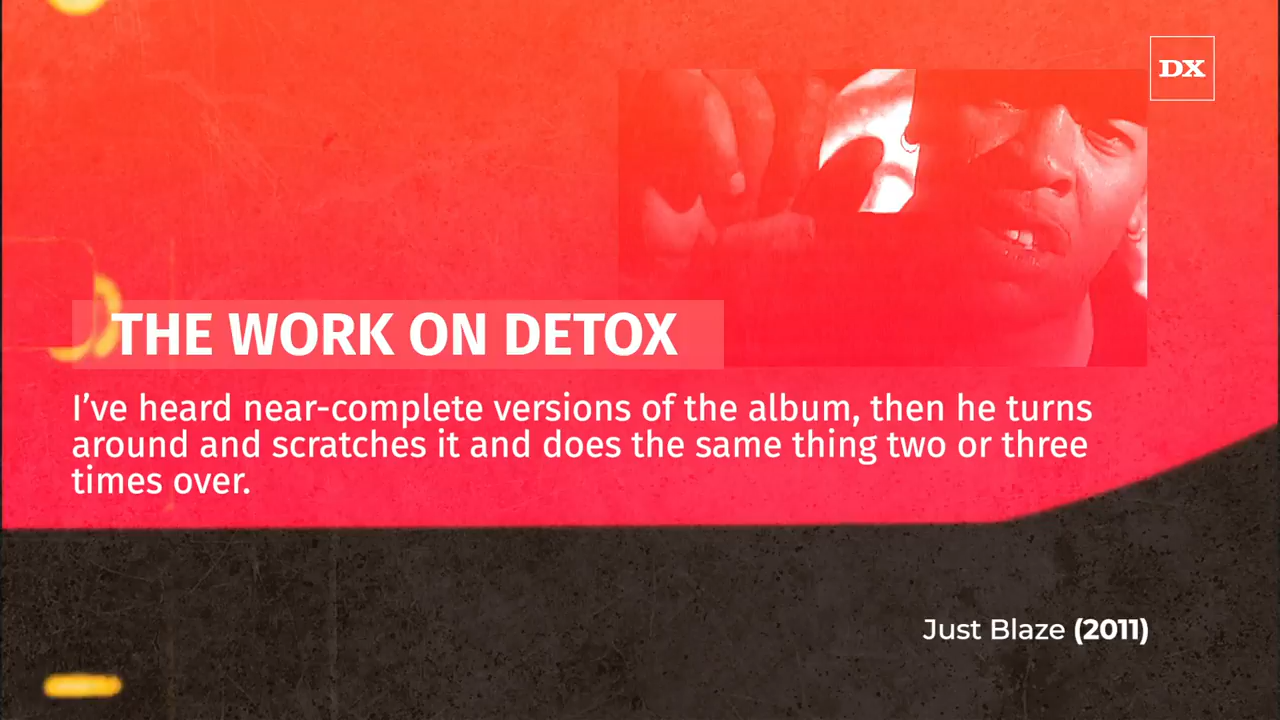 DX
THE WORK ON DETOX
I’ve heard near-complete versions of the album, then he turns
around and scratches it and does the same thing two or three
times over.
Just Blaze (2011)